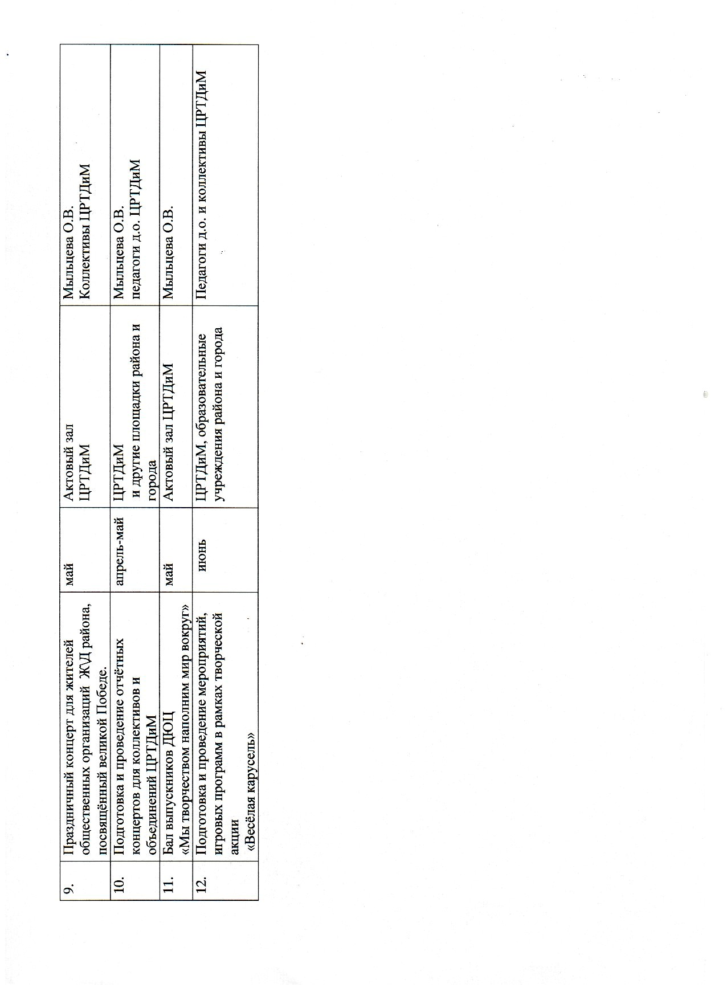 9.
Праздничный концерт для жителей
общественных организаций Ж\Д района,
посвящённый великой Победе.
май
Актовый зал
ЦРТДиМ
Мыльцева О.В.
Коллективы ЦРТДиМ
10.
Подготовка и проведение отчётных
концертов для коллективов и
объединений ЦРТДиМ
апрель-май
ЦРТДиМ
и другие площадки района и
города
Мыльцева О.В.
педагоги д.о. ЦРТДиМ
11.
Бал выпускников ДЮЦ
«Мы творчеством наполним мир вокруг»
май
Актовый зал ЦРТДиМ
Мыльцева О.В.
12.
Подготовка и проведение мероприятий,
игровых программ в рамках творческой
акции
«Весёлая карусель»
июнь
ЦРТДиМ, образовательные
учреждения района и города
Педагоги д.о. и коллективы ЦРТДиМ